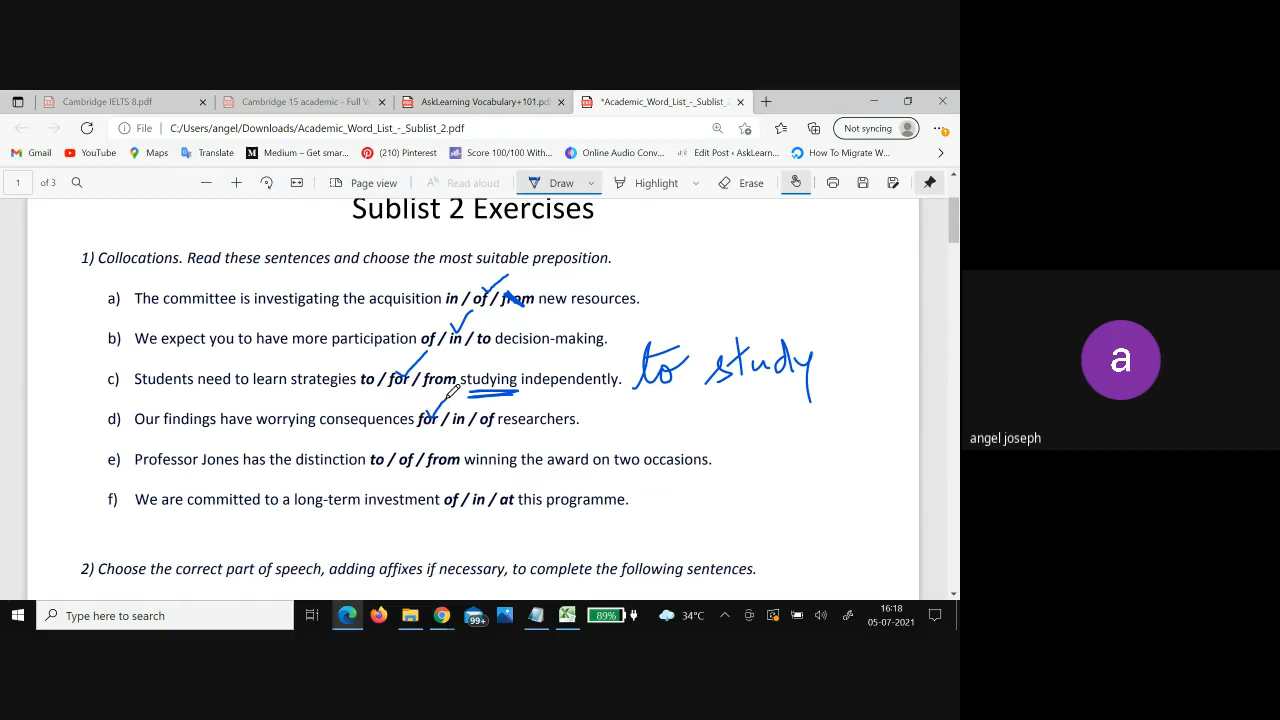 Cambridge IELTS 8.pdf
Cambridge 15 academic - Full V
AskLearning Vocabulary+101.pdf
*Academic_Word_List_-_Sublist_2
File
C:/Users/angel/Downloads/Academic_Word_List_-_Sublist_2.pdf
Not syncing
Gmail
YouTube
Maps
Translate
Medium – Get smar...
(210) Pinterest
Score 100/100 With...
Online Audio Conv...
Edit Post ‹ AskLearn...
How To Migrate W...
1 of 3
Page view
Read aloud
Draw
Highlight
Erase
Sublist 2 Exercises
1) Collocations. Read these sentences and choose the most suitable preposition.
a) The committee is investigating the acquisition in / of / from new resources.
b) We expect you to have more participation of / in / to decision-making.
c) Students need to learn strategies to / for / from studying independently. to study
d) Our findings have worrying consequences for / in / of researchers.
e) Professor Jones has the distinction to / of / from winning the award on two occasions.
f) We are committed to a long-term investment of / in / at this programme.
2) Choose the correct part of speech, adding affixes if necessary, to complete the following sentences.
a
angel joseph
Type here to search
99+
89%
34°C
16:18
05-07-2021